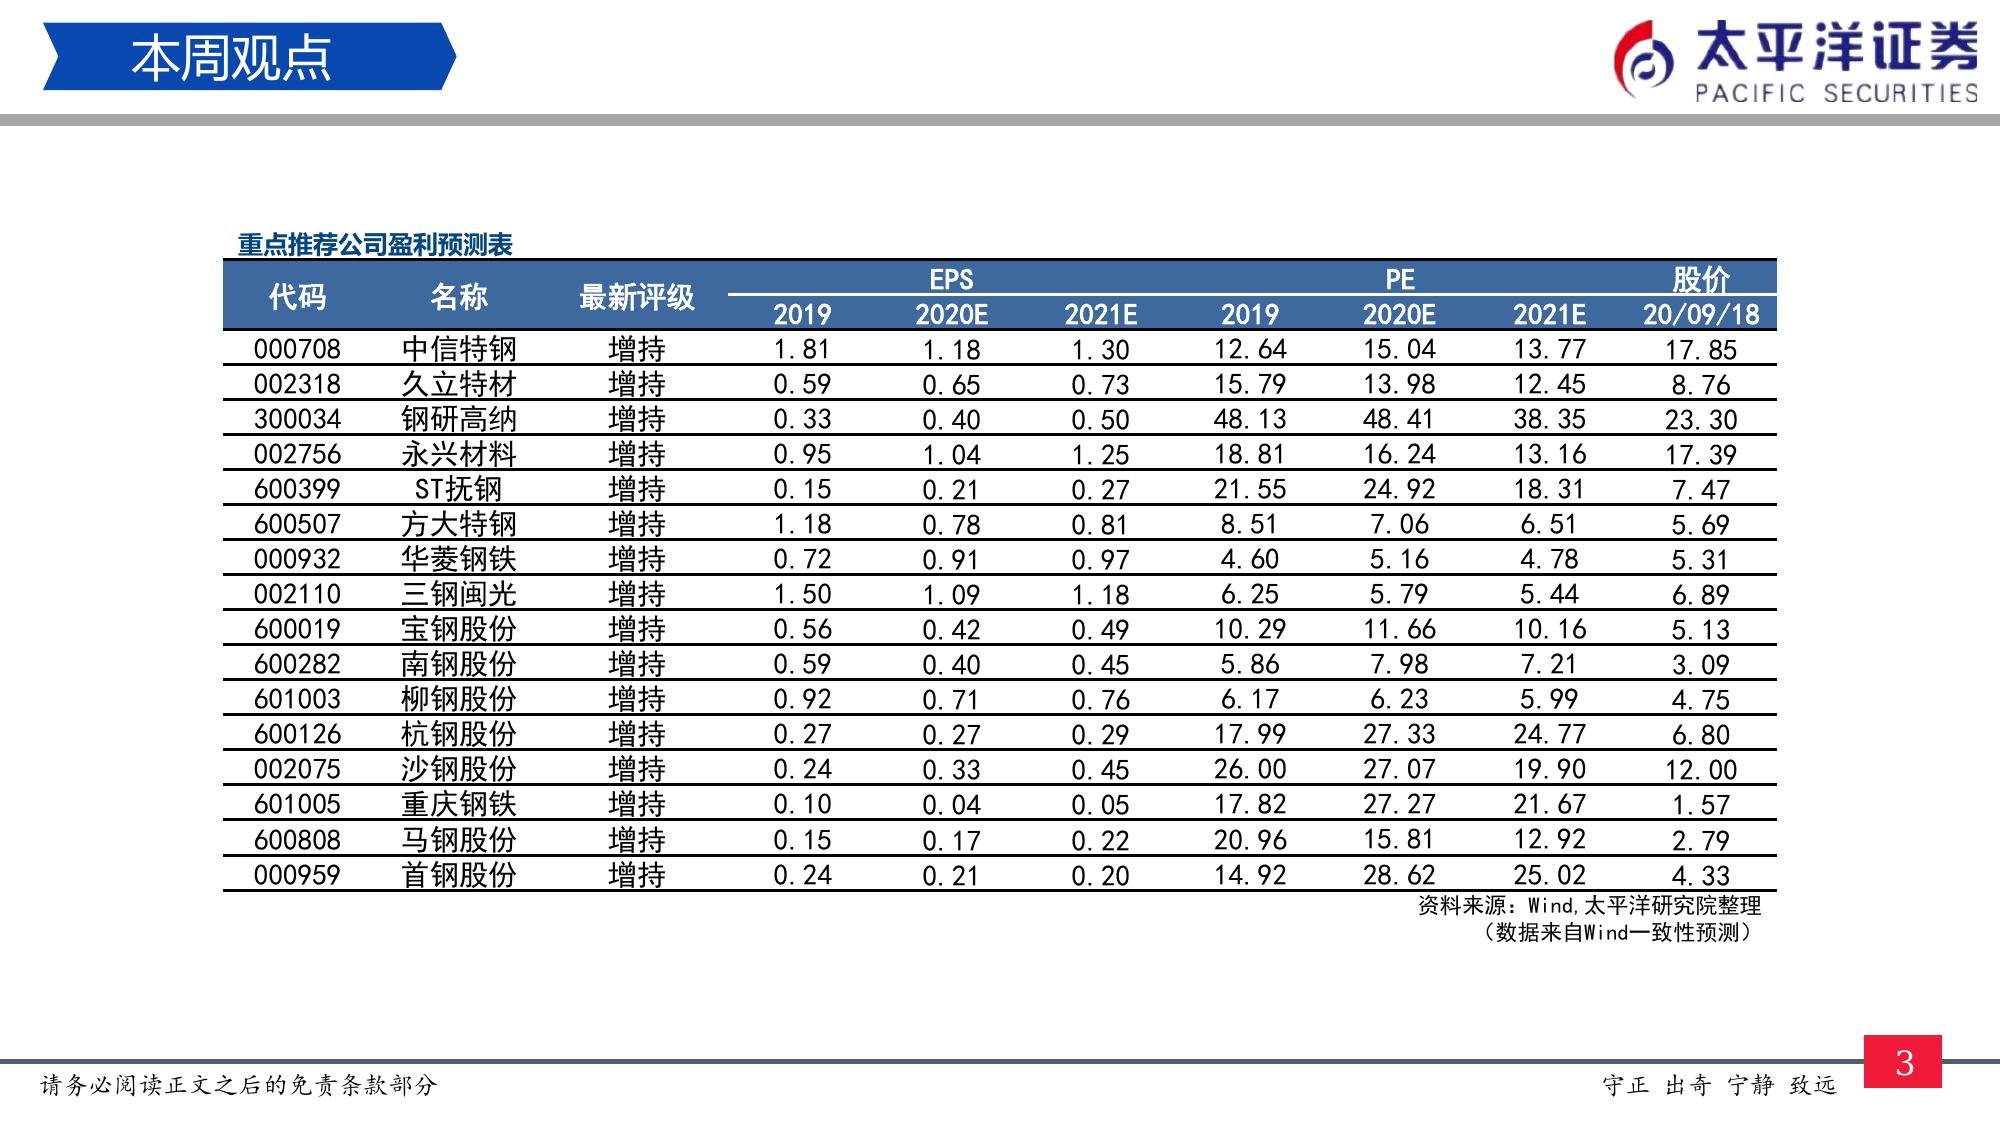 本周观点
太平洋证券
PACIFIC SECURITIES
重点推荐公司盈利预测表
代码 名称 最新评级 EPS PE 股价
2019 2020E 2021E 2019 2020E 2021E 20/09/18
000708 中信特钢 增持 1.81 1.18 1.30 12.64 15.04 13.77 17.85
002318 久立特材 增持 0.59 0.65 0.73 15.79 13.98 12.45 8.76
300034 钢研高纳 增持 0.33 0.40 0.50 48.13 48.41 38.35 23.30
002756 永兴材料 增持 0.95 1.04 1.25 18.81 16.24 13.16 17.39
600399 ST抚钢 增持 0.15 0.21 0.27 21.55 24.92 18.31 7.47
600507 方大特钢 增持 1.18 0.78 0.81 8.51 7.06 6.51 5.69
000932 华菱钢铁 增持 0.72 0.91 0.97 4.60 5.16 4.78 5.31
002110 三钢闽光 增持 1.50 1.09 1.18 6.25 5.79 5.44 6.89
600019 宝钢股份 增持 0.56 0.42 0.49 10.29 11.66 10.16 5.13
600282 南钢股份 增持 0.59 0.40 0.45 5.86 7.98 7.21 3.09
601003 柳钢股份 增持 0.92 0.71 0.76 6.17 6.23 5.99 4.75
600126 杭钢股份 增持 0.27 0.27 0.29 17.99 27.33 24.77 6.80
002075 沙钢股份 增持 0.24 0.33 0.45 26.00 27.07 19.90 12.00
601005 重庆钢铁 增持 0.10 0.04 0.05 17.82 27.27 21.67 1.57
600808 马钢股份 增持 0.15 0.17 0.22 20.96 15.81 12.92 2.79
000959 首钢股份 增持 0.24 0.21 0.20 14.92 28.62 25.02 4.33
资料来源：Wind,太平洋研究院整理
（数据来自Wind一致性预测）
请务必阅读正文之后的免责条款部分
守正 出奇 宁静 致远
3